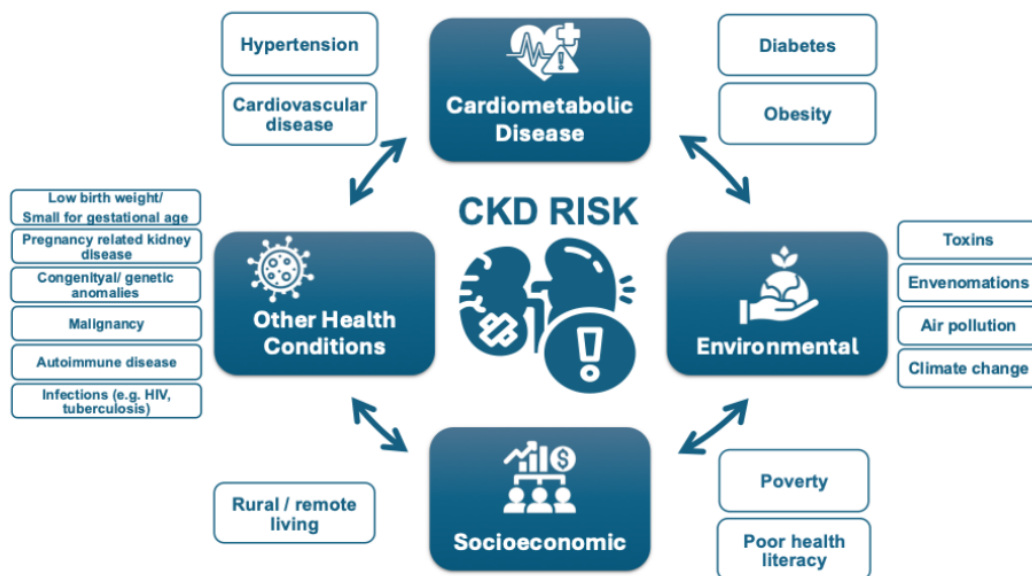 Hypertension
Cardiovascular
disease
Cardiometabolic
Disease
Diabetes
Obesity
CKD RISK
Low birth weight/
Small for gestational age
Pregnancy related kidney
disease
Congenityal/ genetic
anomalies
Malignancy
Autoimmune disease
Infections (e.g. HIV,
tuberculosis)
Other Health
Conditions
Environmental
Toxins
Envenomations
Air pollution
Climate change
Rural / remote
living
$
Socioeconomic
Poverty
Poor health
literacy